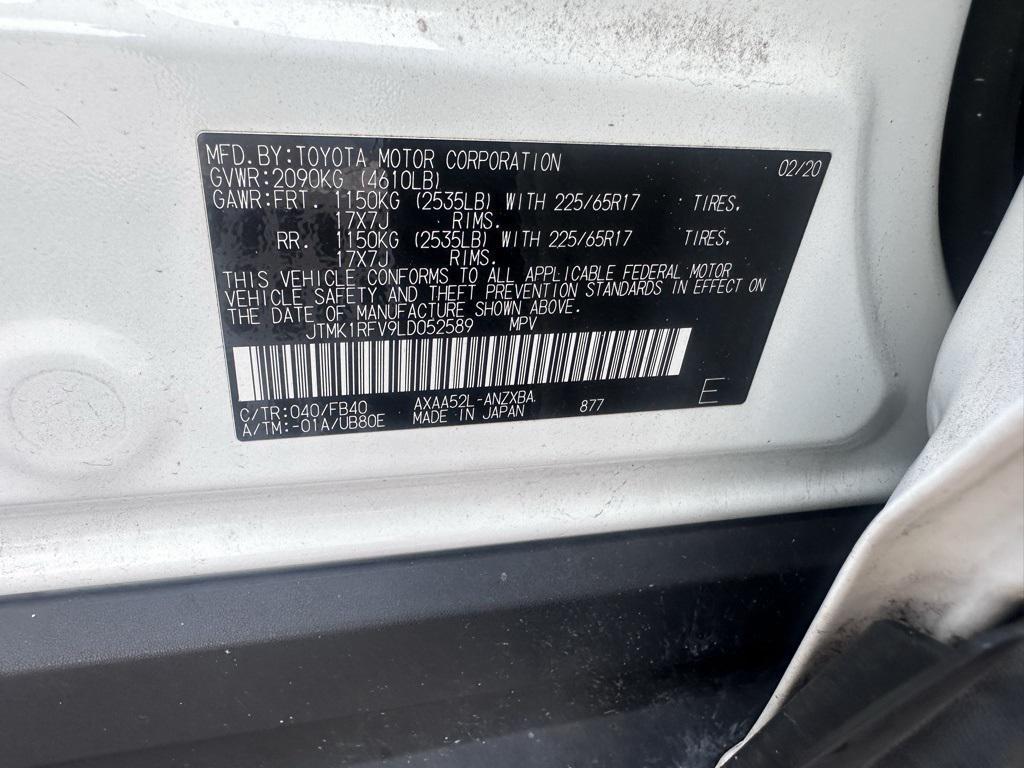 MFD.BY:TOYOTA MOTOR CORPORATION 02/20
GVWR:2090KG (4610LB)
GAWR:FRT. 1150KG (2535LB) WITH 225/65R17 TIRES,
17X7J RIMS.
RR. 1150KG (2535LB) WITH 225/65R17 TIRES,
17X7J RIMS.
THIS VEHICLE CONFORMS TO ALL APPLICABLE FEDERAL MOTOR
VEHICLE SAFETY AND THEFT PREVENTION STANDARDS IN EFFECT ON
THE DATE OF MANUFACTURE SHOWN ABOVE.
JTMK1RFV9LD052589 MPV
C/TR:040/FB40 AXAA52L-ANZXBA 877 E
A/TM:-01A/UB80E MADE IN JAPAN